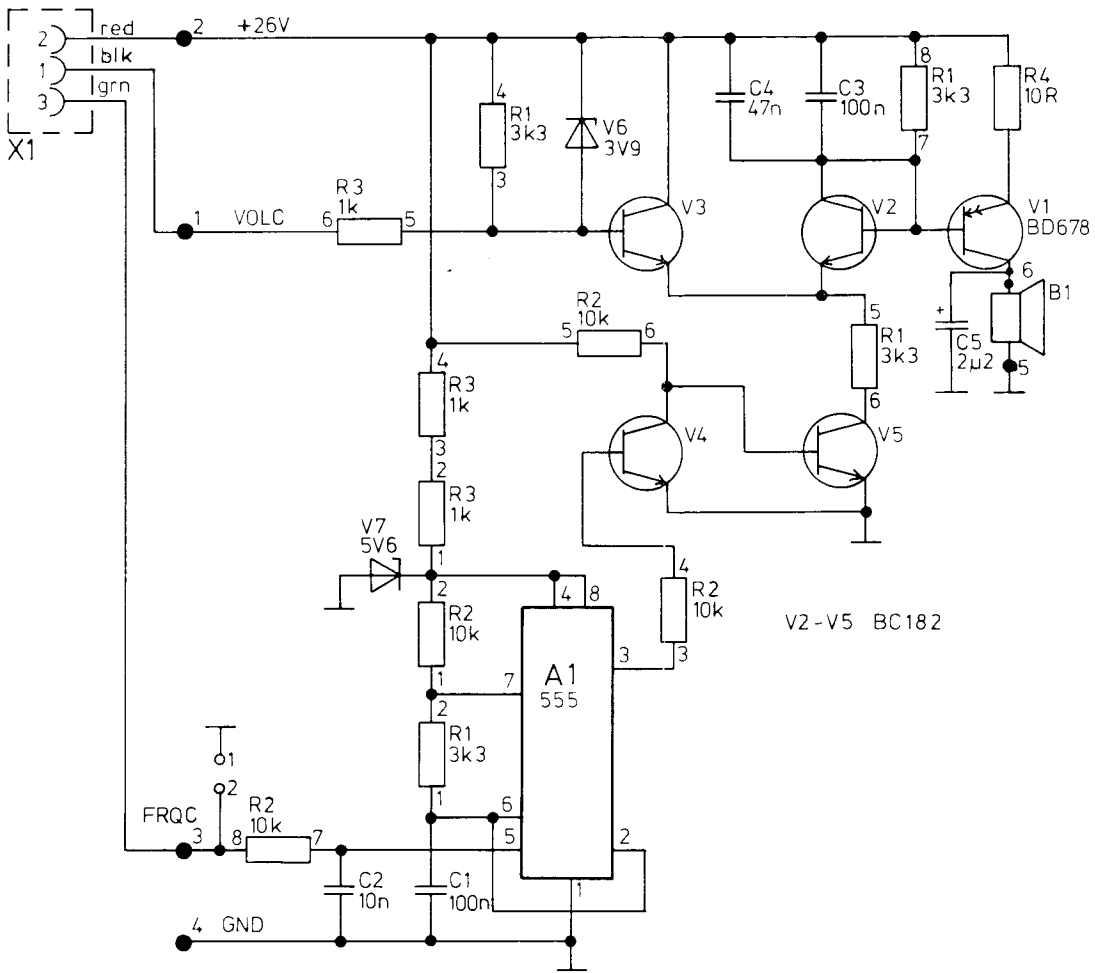 2 red 2 +26V
1 blk
3 grn
X1
4 R1 3k3 3
V6 3V9
C4 47n
C3 100n
8 R1 3k3 7
R4 10R
R3 1k
1 VOLC 6 5
V3
V2
V1 BD678
6
B1
+ C5 2µ2
5
R2 10k
5 6
5 R1 3k3 6
4 R3 1k 3
V4
V5
2 R3 1k 1
V7 5V6
4 8
2 R2 10k 1
4 R2 10k 3
V2-V5 BC182
A1 555
7
3
2 R1 3k3 1
1
2
FRQC
3
R2 10k
8 7
6
5
2
C2 10n
C1 100n
1
4 GND